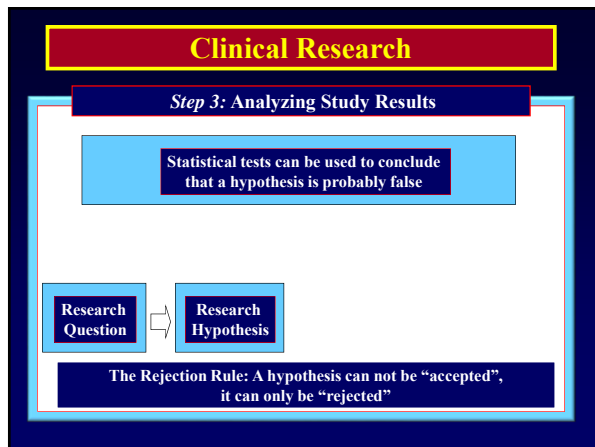 Clinical Research
Step 3: Analyzing Study Results
Statistical tests can be used to conclude
that a hypothesis is probably false
Research
Question
Research
Hypothesis
The Rejection Rule: A hypothesis can not be “accepted”,
it can only be “rejected”